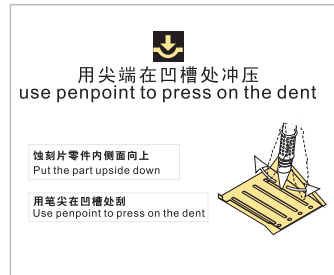 用尖端在凹槽处冲压
use penpoint to press on the dent
蚀刻片零件内侧面向上
Put the part upside down
用笔尖在凹槽处刮
Use penpoint to press on the dent